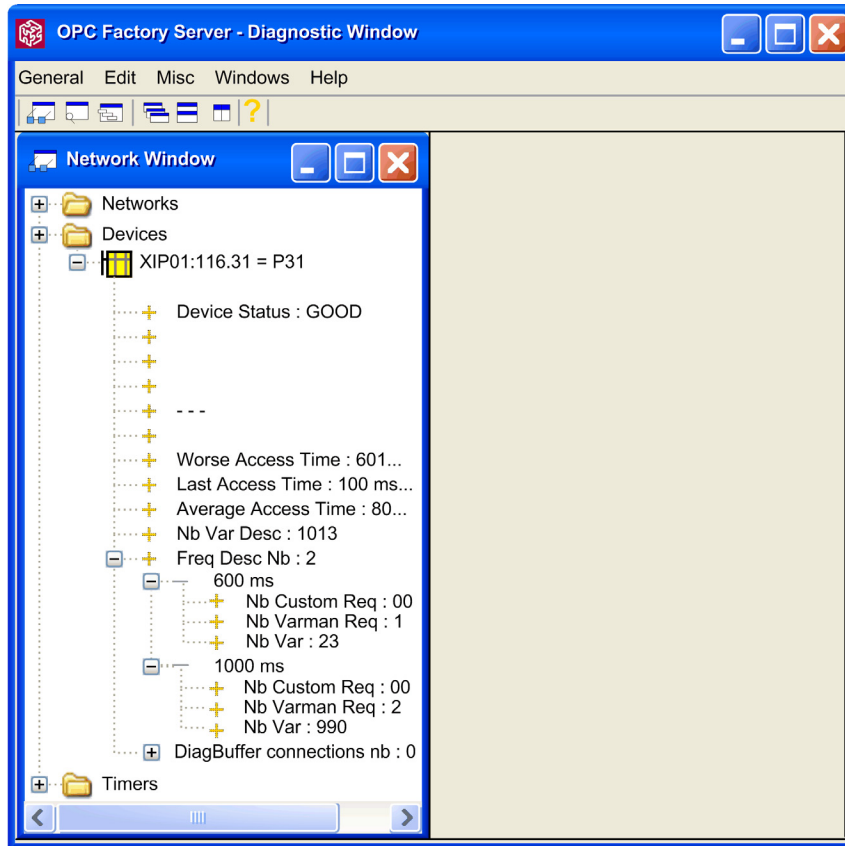 OPC Factory Server - Diagnostic Window
General Edit Misc Windows Help
?
Network Window
Networks
Devices
XIP01:116.31 = P31
Device Status : GOOD
- - -
Worse Access Time : 601...
Last Access Time : 100 ms...
Average Access Time : 80...
Nb Var Desc : 1013
Freq Desc Nb : 2
600 ms
Nb Custom Req : 00
Nb Varman Req : 1
Nb Var : 23
1000 ms
Nb Custom Req : 00
Nb Varman Req : 2
Nb Var : 990
DiagBuffer connections nb : 0
Timers